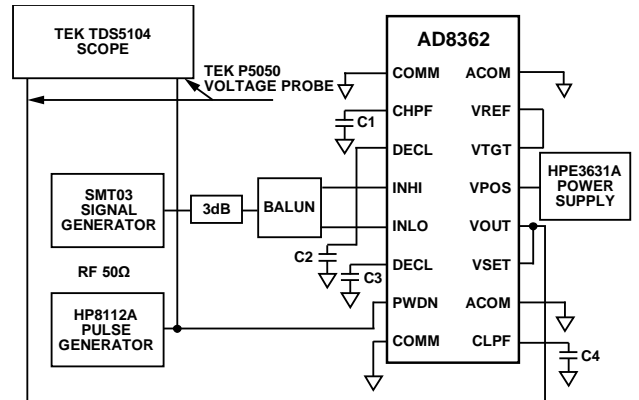 TEK TDS5104
SCOPE
TEK P5050
VOLTAGE PROBE
AD8362
COMM
ACOM
CHPF
VREF
C1
DECL
VTGT
SMT03
SIGNAL
GENERATOR
3dB
BALUN
INHI
VPOS
HPE3631A
POWER
SUPPLY
INLO
VOUT
C2
RF 50Ω
C3
DECL
VSET
HP8112A
PULSE
GENERATOR
PWDN
ACOM
COMM
CLPF
C4